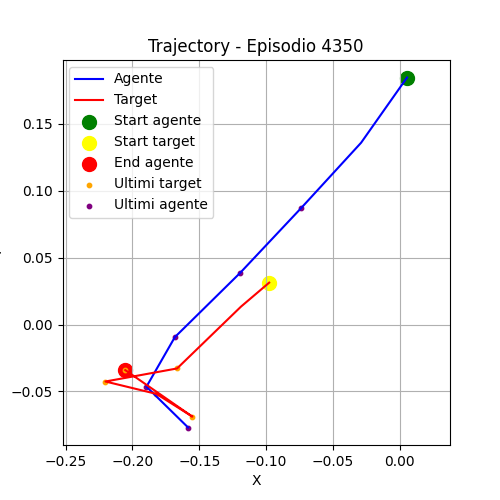 Trajectory - Episodio 4350
Agente
Target
Start agente
Start target
End agente
Ultimi target
Ultimi agente
0.15
0.10
0.05
0.00
−0.05
−0.25
−0.20
−0.15
−0.10
−0.05
0.00
X